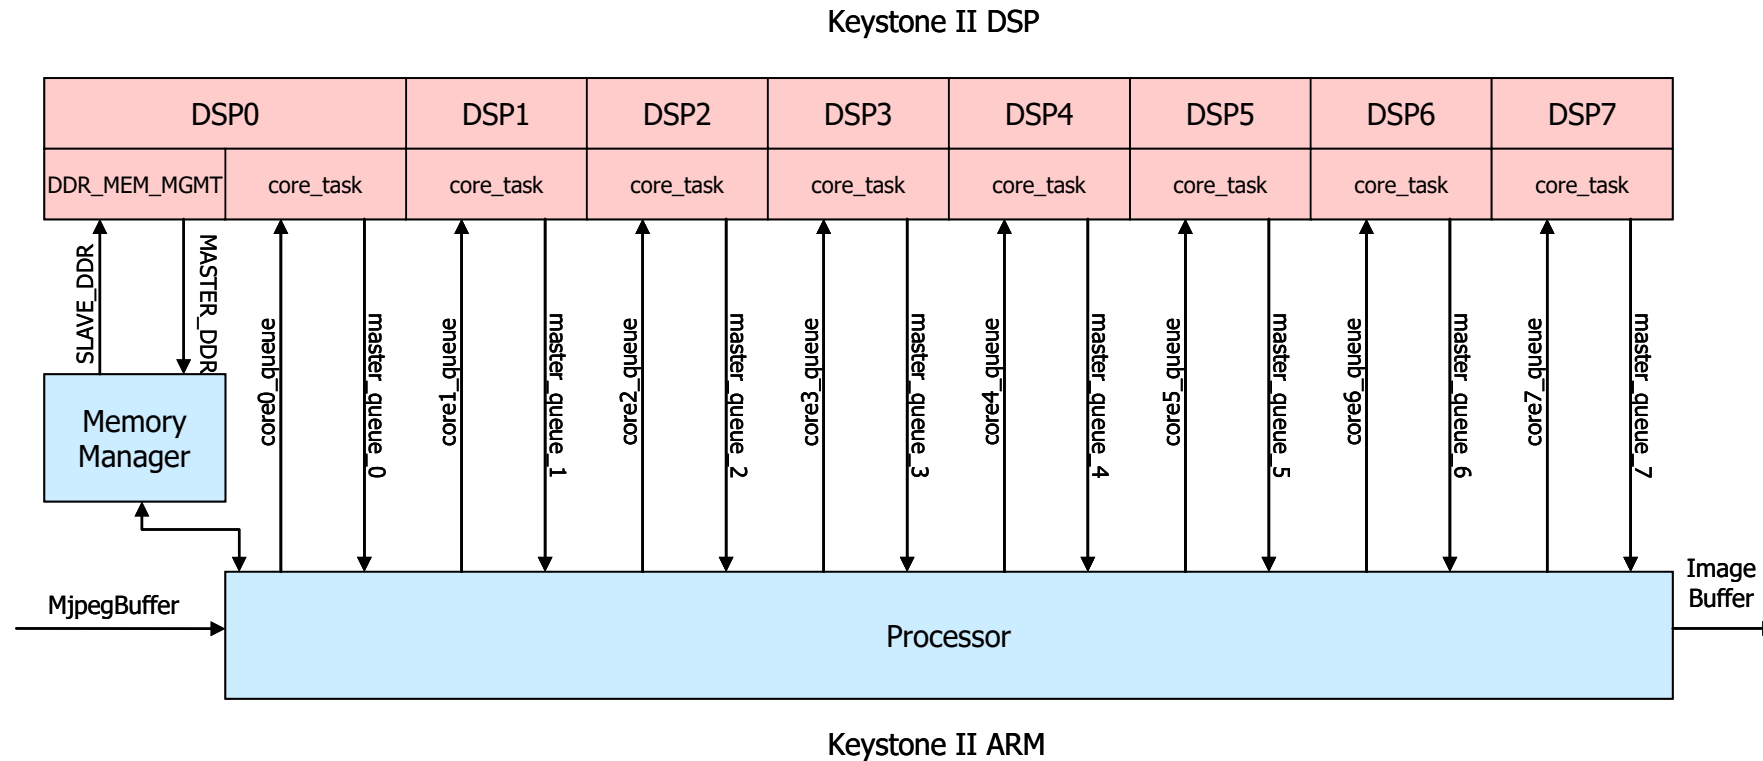 Keystone II DSP
DSP0
DSP1
DSP2
DSP3
DSP4
DSP5
DSP6
DSP7
DDR_MEM_MGMT
core_task
core_task
core_task
core_task
core_task
core_task
core_task
core_task
SLAVE_DDR
MASTER_DDR
core0_queue
master_queue_0
core1_queue
master_queue_1
core2_queue
master_queue_2
core3_queue
master_queue_3
core4_queue
master_queue_4
core5_queue
master_queue_5
core6_queue
master_queue_6
core7_queue
master_queue_7
Memory
Manager
MjpegBuffer
Processor
Image
Buffer
Keystone II ARM